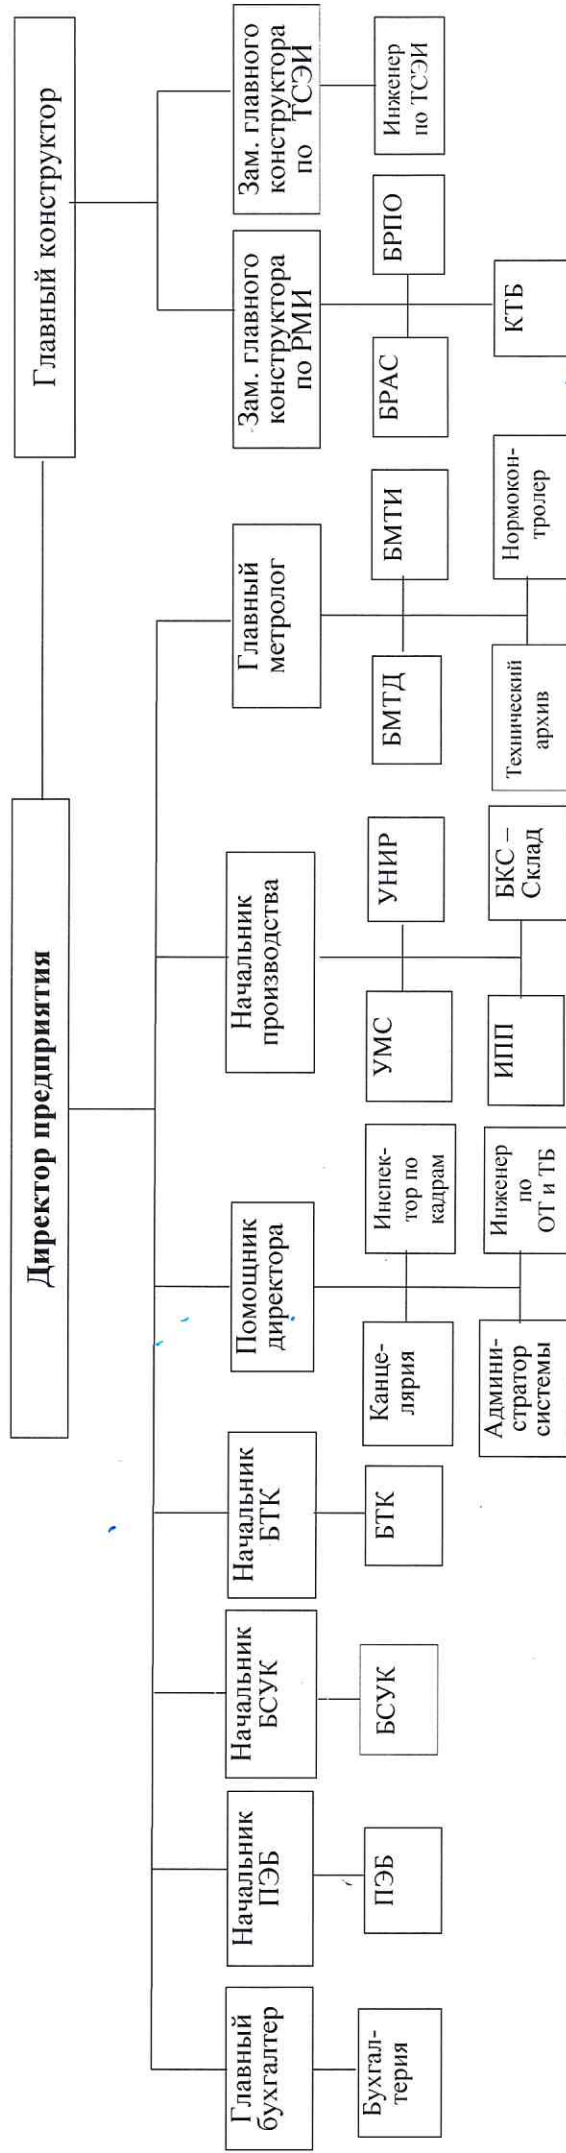 Директор предприятия
Главный конструктор
Главный
бухгалтер
Начальник
ПЭБ
Начальник
БСУК
Начальник
БТК
Помощник
директора
Начальник
производства
Главный
метролог
Зам. главного
конструктора
по РМИ
Зам. главного
конструктора
по ТСЭИ
Бухгал-
терия
ПЭБ
БСУК
БТК
Канце-
лярия
Инспек-
тор по
кадрам
УМС
УНИР
БМТД
БМТИ
БРАС
БРПО
Инженер
по ТСЭИ
Админи-
стратор
системы
Инженер
по
ОТ и ТБ
ИПП
БКС –
Склад
Технический
архив
Нормокон-
тролер
КТБ